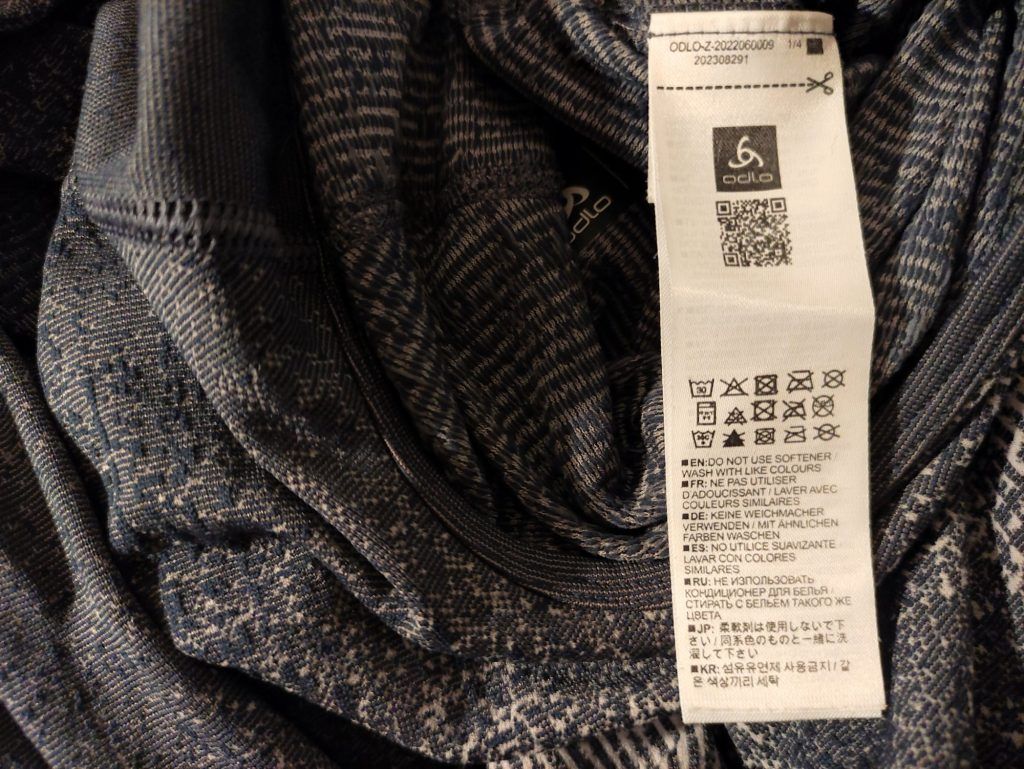 ODLO-Z-2022060009 1/4
202308291
odlo
odlo
■EN:DO NOT USE SOFTENER /
WASH WITH LIKE COLOURS
■FR: NE PAS UTILISER
D'ADOUCISSANT / LAVER AVEC
COULEURS SIMILAIRES
■DE: KEINE WEICHMACHER
VERWENDEN / MIT ÄHNLICHEN
FARBEN WASCHEN
■ES: NO UTILICE SUAVIZANTE /
LAVAR CON COLORES
SIMILARES
■RU: НЕ ИЗПОЛЬЗОВАТЬ
КОНДИЦИОНЕР ДЛЯ БЕЛЬЯ /
СТИРАТЬ С БЕЛЬЕМ ТАКОГО ЖЕ
ЦВЕТА
■JP: 柔軟剤は使用しないで下
さい / 同系色のものと一緒に洗
濯して下さい
■KR: 섬유유연제 사용금지 / 같
은 색상끼리 세탁